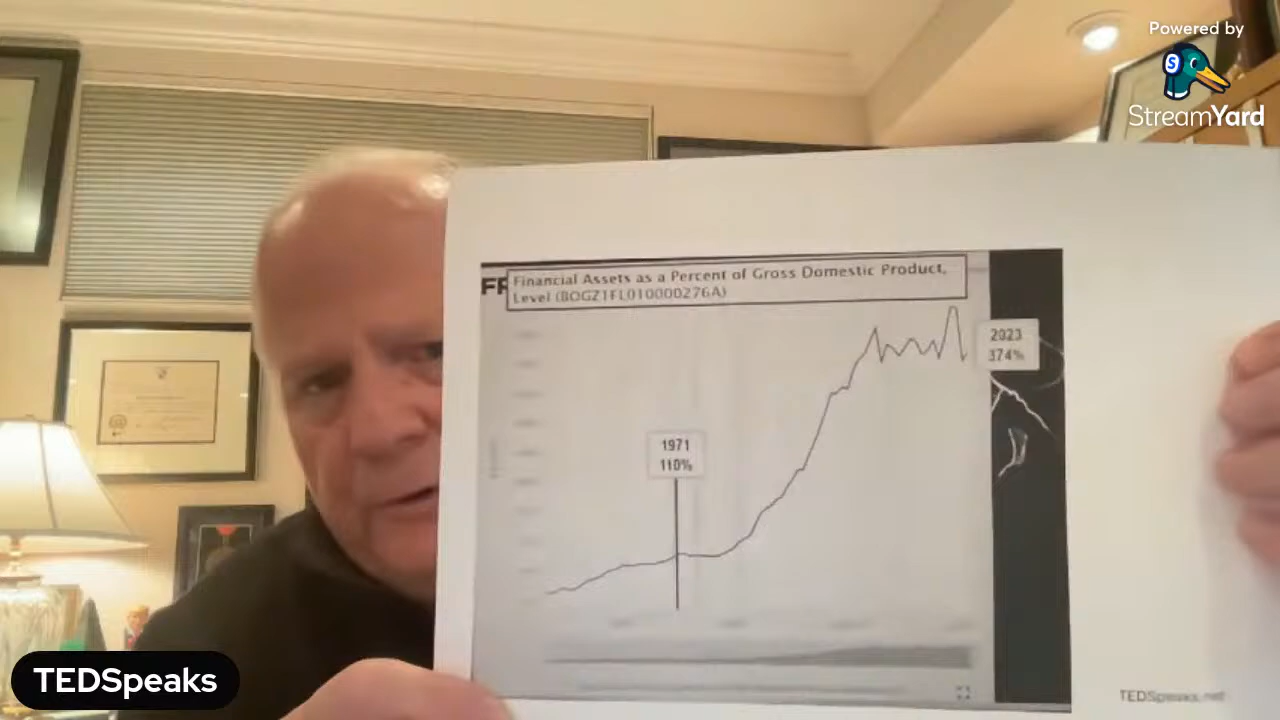 Powered by
StreamYard
FR
Financial Assets as a Percent of Gross Domestic Product,
Level (BOGZ1FL010000276A)
2023
374%
1971
110%
TEDSpeaks.net
TEDSpeaks